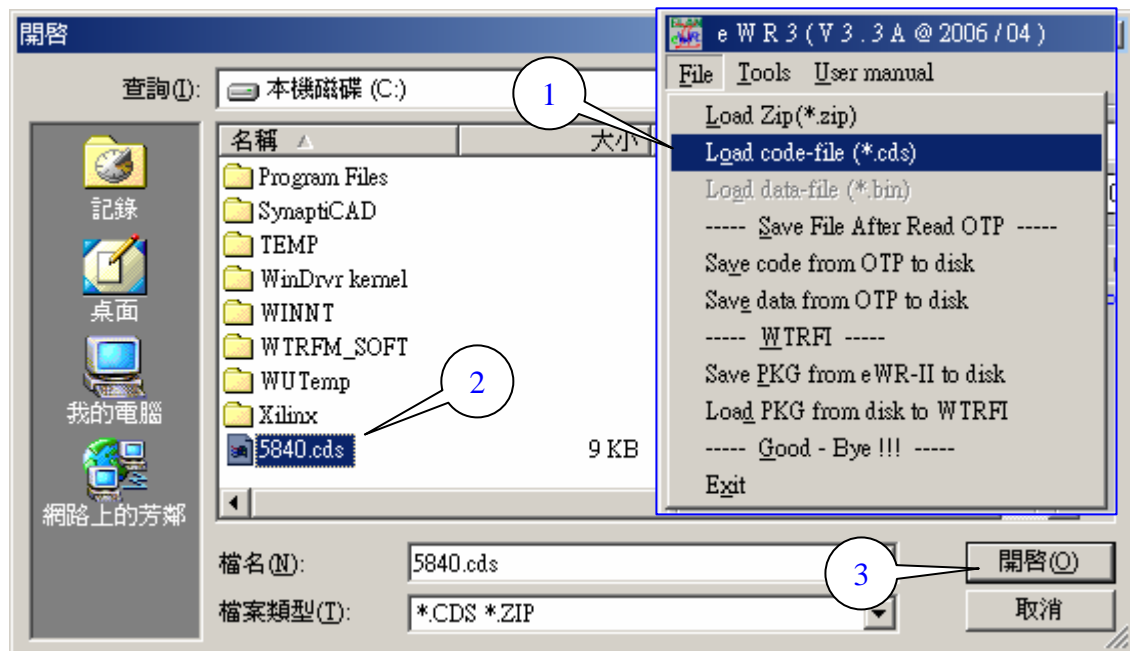 開啓
查詢(I):
本機磁碟 (C:)
記錄
桌面
我的電腦
網路上的芳鄰
名稱
大小
Program Files
SynaptiCAD
TEMP
WinDrvr kernel
WINNT
WTRFM_SOFT
WUTemp
Xilinx
5840.cds
9 KB
檔名(N):
5840.cds
開啓(O)
檔案類型(T):
*.CDS *.ZIP
取消
eWR3(V3.3A@2006/04)
File Tools User manual
Load Zip(*.zip)
Load code-file (*.cds)
Load data-file (*.bin)
----- Save File After Read OTP -----
Save code from OTP to disk
Save data from OTP to disk
----- WTRFI -----
Save PKG from eWR-II to disk
Load PKG from disk to WTRFI
----- Good - Bye !!! -----
Exit
1
2
3